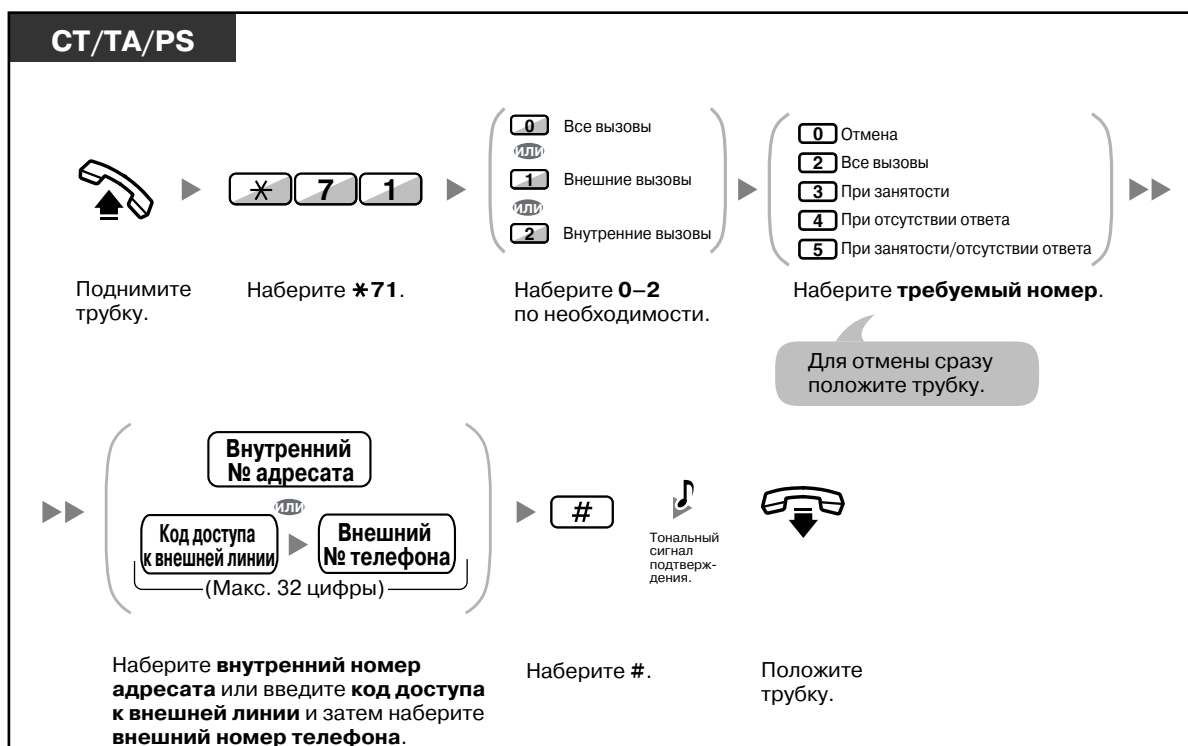 CT/TA/PS
0 Все вызовы
или
1 Внешние вызовы
или
2 Внутренние вызовы
0 Отмена
2 Все вызовы
3 При занятости
4 При отсутствии ответа
5 При занятости/отсутствии ответа
* 7 1
Поднимите
трубку.
Наберите *71.
Наберите 0–2
по необходимости.
Наберите требуемый номер.
Для отмены сразу
положите трубку.
Внутренний
№ адресата
или
Код доступа
к внешней линии
Внешний
№ телефона
(Макс. 32 цифры)
#
Тональный
сигнал
подтверж-
дения.
Наберите внутренний номер
адресата или введите код доступа
к внешней линии и затем наберите
внешний номер телефона.
Наберите #.
Положите
трубку.